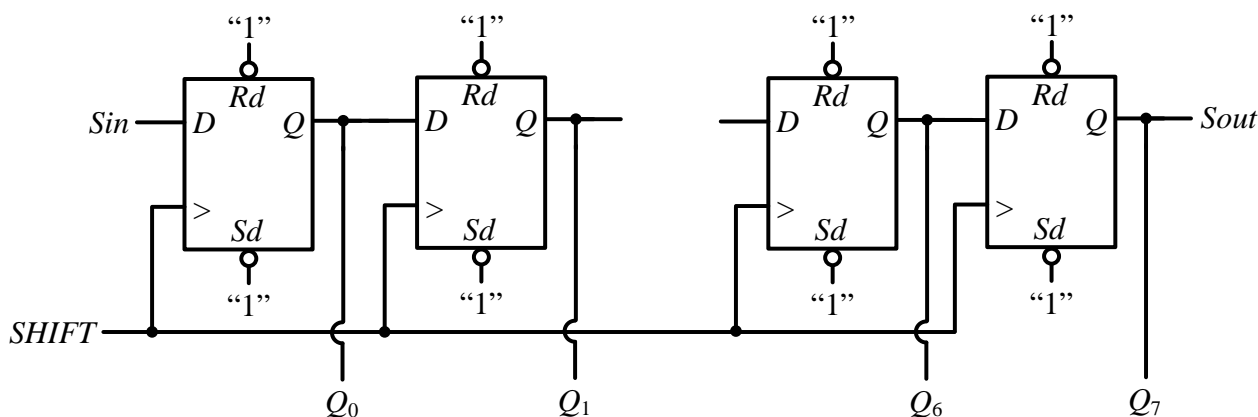 “1” “1” “1” “1”
Rd Rd Rd Rd
Sin D Q D Q D Q D Q Sout
> > > >
Sd Sd Sd Sd
“1” “1” “1” “1”
SHIFT
Q0 Q1 Q6 Q7